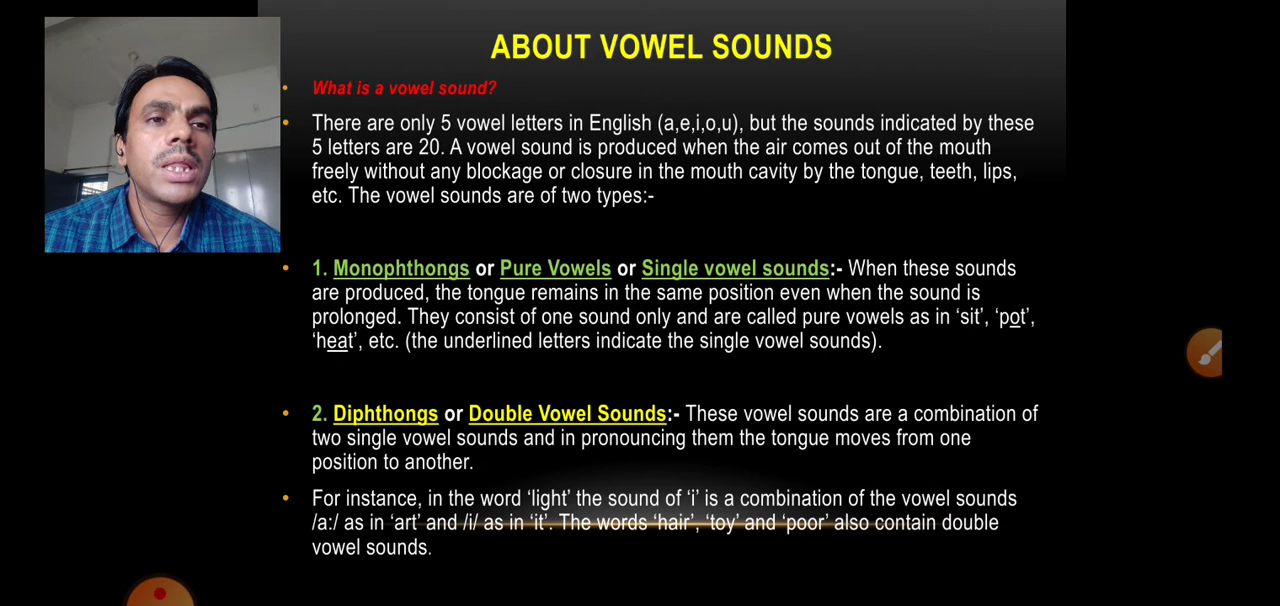 ABOUT VOWEL SOUNDS
• What is a vowel sound?
• There are only 5 vowel letters in English (a,e,i,o,u), but the sounds indicated by these
5 letters are 20. A vowel sound is produced when the air comes out of the mouth
freely without any blockage or closure in the mouth cavity by the tongue, teeth, lips,
etc. The vowel sounds are of two types:-
• 1. Monophthongs or Pure Vowels or Single vowel sounds:- When these sounds
are produced, the tongue remains in the same position even when the sound is
prolonged. They consist of one sound only and are called pure vowels as in ‘sit’, ‘pot’,
‘heat’, etc. (the underlined letters indicate the single vowel sounds).
• 2. Diphthongs or Double Vowel Sounds:- These vowel sounds are a combination of
two single vowel sounds and in pronouncing them the tongue moves from one
position to another.
• For instance, in the word ‘light’ the sound of ‘i’ is a combination of the vowel sounds
/a:/ as in ‘art’ and /i/ as in ‘it’. The words ‘hair’, ‘toy’ and ‘poor’ also contain double
vowel sounds.